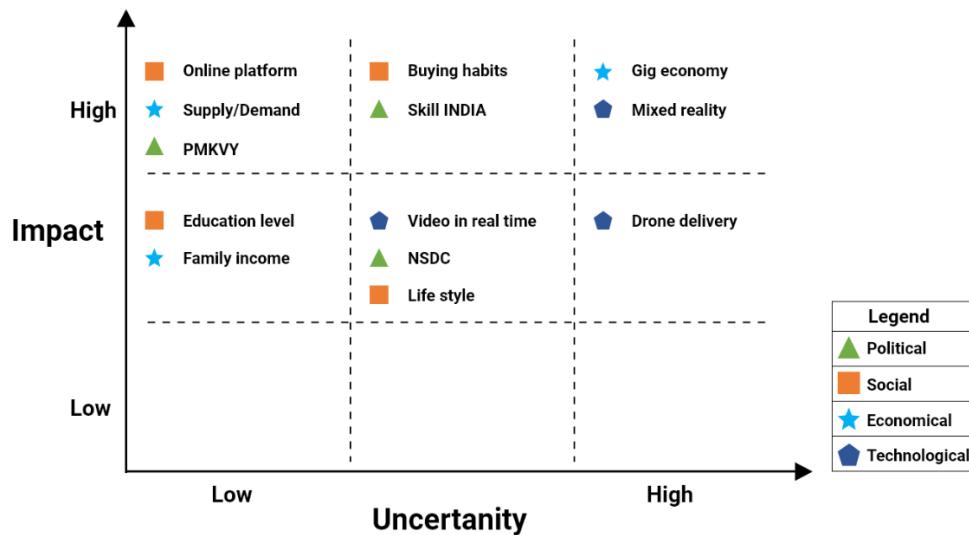 Online platform
Buying habits
Gig economy
High
Supply/Demand
Skill INDIA
Mixed reality
PMKVY
Impact
Education level
Video in real time
Drone delivery
Family income
NSDC
Life style
Legend
Political
Social
Economical
Technological
Low
Low
High
Uncertanity